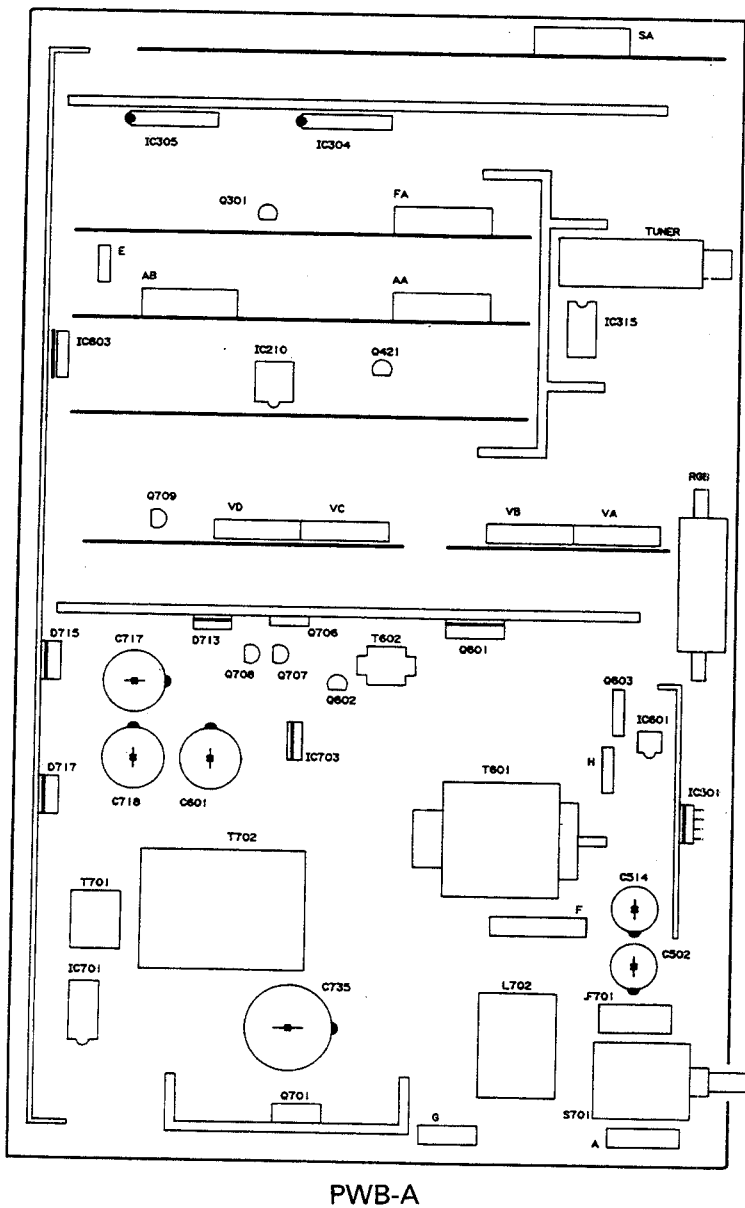 SA
IC305
IC304
Q301
FA
TUNER
E
AB
AA
IC315
IC603
IC210
Q421
RGB
Q709
VD
VC
VB
VA
D715
C717
D713
Q706
Q708
Q707
T602
Q601
Q602
Q603
IC601
D717
C718
C601
IC703
H
T601
IC301
T702
T701
C514
F
C502
IC701
C735
L702
F701
Q701
G
S701
A
PWB-A